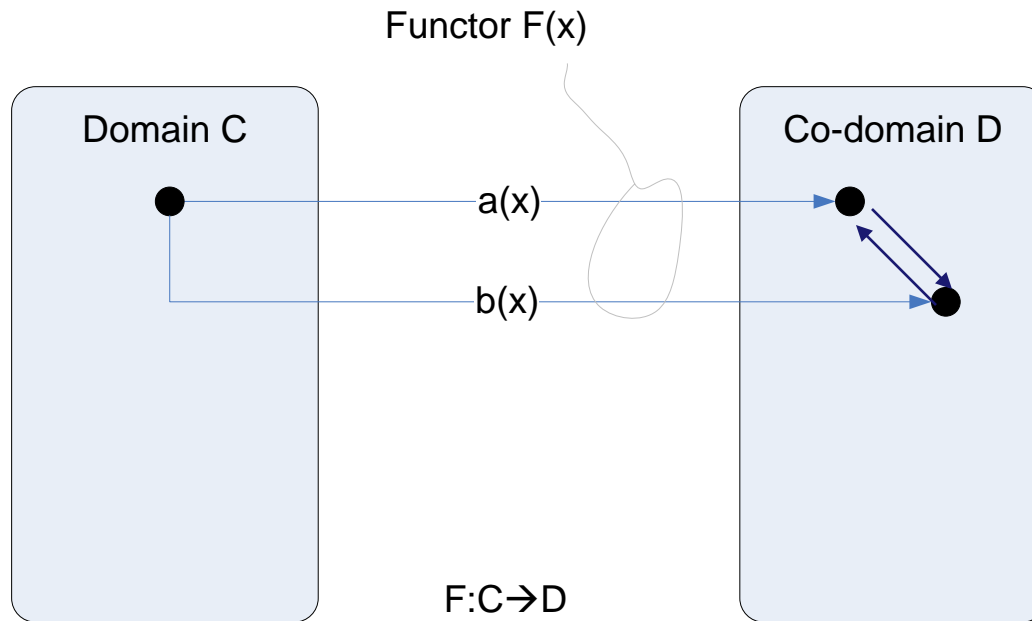 Functor F(x)
Domain C
Co-domain D
a(x)
b(x)
F:C→D